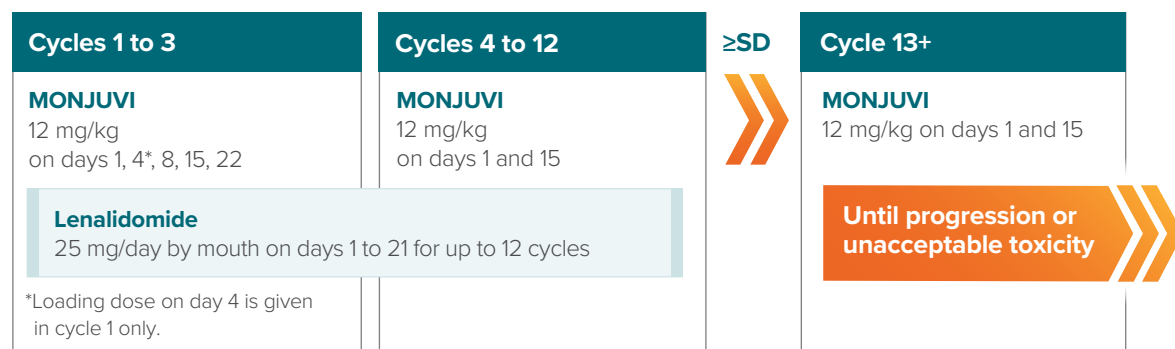 Cycles 1 to 3
MONJUVI
12 mg/kg
on days 1, 4*, 8, 15, 22
Cycles 4 to 12
MONJUVI
12 mg/kg
on days 1 and 15
Lenalidomide
25 mg/day by mouth on days 1 to 21 for up to 12 cycles
*Loading dose on day 4 is given
in cycle 1 only.
≥SD
Cycle 13+
MONJUVI
12 mg/kg on days 1 and 15
Until progression or
unacceptable toxicity